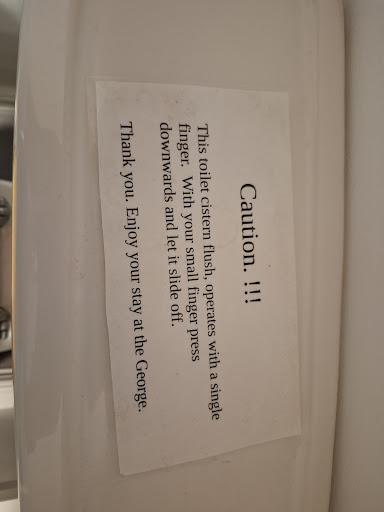 Caution. !!!
This toilet cistern flush, operates with a single
finger. With your small finger press
downwards and let it slide off.
Thank you. Enjoy your stay at the George.